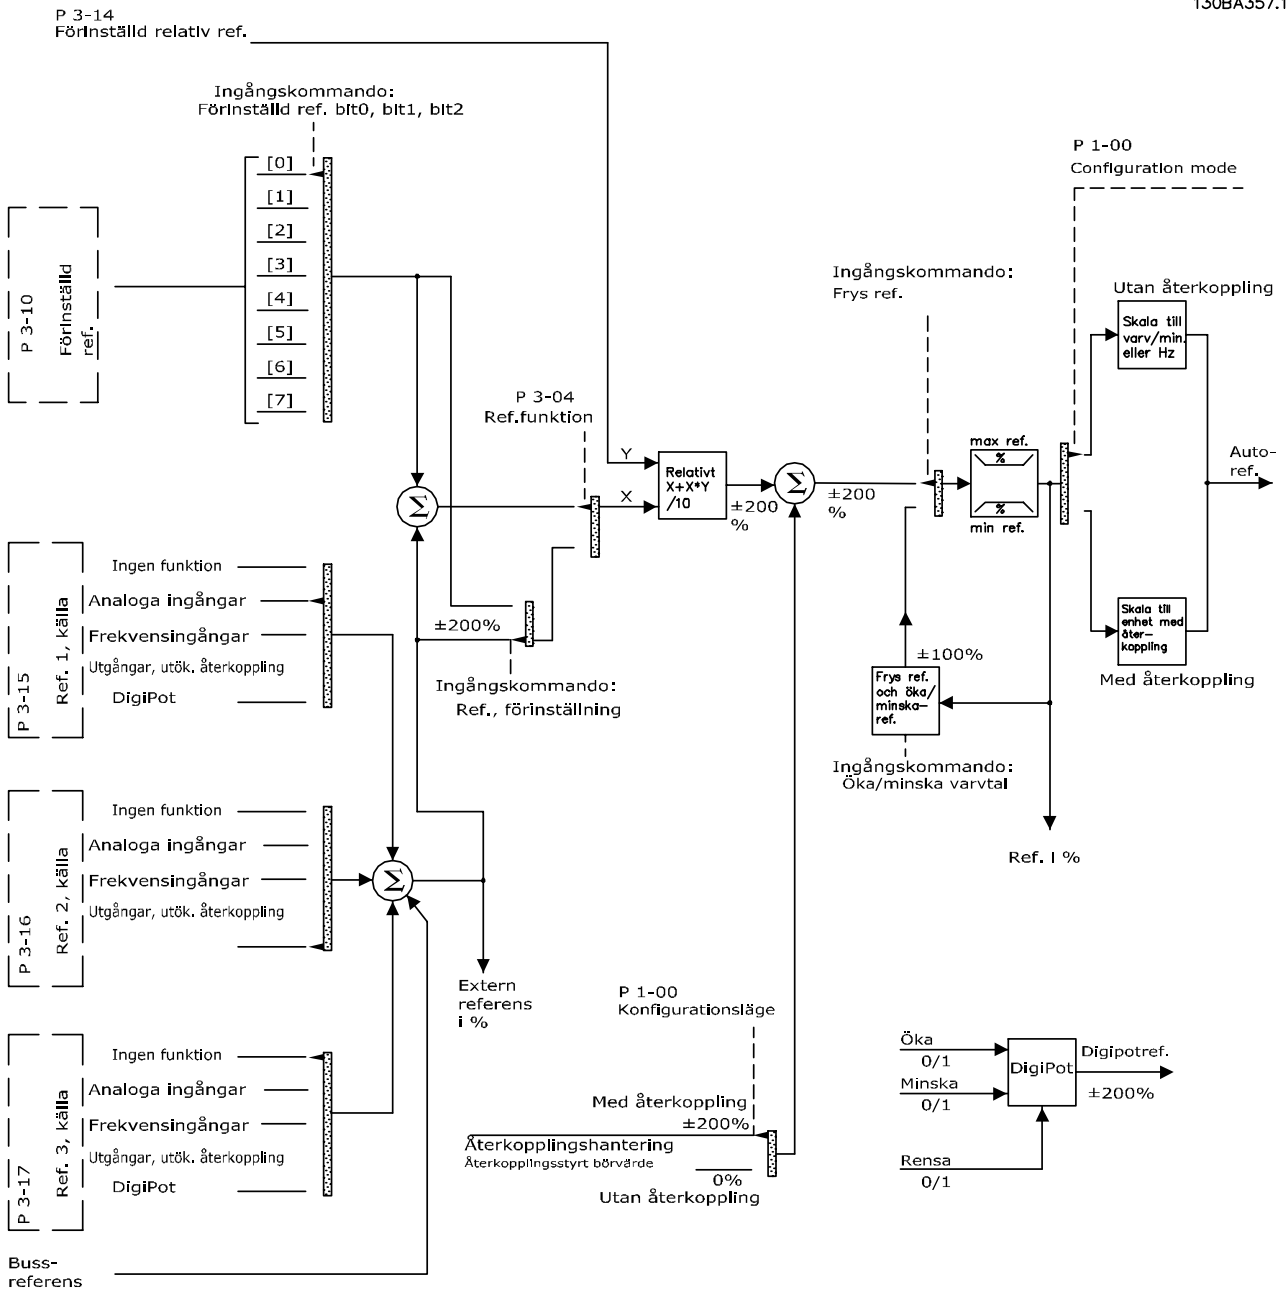 130BA357.1
P 3-14
Förinställd relativ ref.
Ingångskommando:
Förinställd ref. bit0, bit1, bit2
P 1-00
Configuration mode
[0]
[1]
[2]
[3]
[4]
[5]
[6]
[7]
P 3-10
Förinställd
ref.
Ingångskommando:
Frys ref.
Utan återkoppling
Skala till
varv/min.
eller Hz
P 3-04
Ref.funktion
Y
X
Relativt
X+X*Y
/10
±200
%
Σ
±200
%
max ref.
%
%
min ref.
Auto-
ref.
Σ
P 3-15
Ref. 1, källa
Ingen funktion
Analoga ingångar
Frekvensingångar
Utgångar, utök. återkoppling
DigiPot
±200%
Ingångskommando:
Ref., förinställning
±100%
Frys ref.
och öka/
minska-
ref.
Ingångskommando:
Öka/minska varvtal
Skala till
enhet med
åter-
koppling
Med återkoppling
Ref. i %
P 3-16
Ref. 2, källa
Ingen funktion
Analoga ingångar
Frekvensingångar
Utgångar, utök. återkoppling
Σ
Extern
referens
i %
P 3-17
Ref. 3, källa
Ingen funktion
Analoga ingångar
Frekvensingångar
Utgångar, utök. återkoppling
DigiPot
P 1-00
Konfigurationsläge
Med återkoppling
±200%
Återkopplingshantering
Återkopplingsstyrt börvärde
0%
Utan återkoppling
Öka
0/1
Minska
0/1
Rensa
0/1
DigiPot
Digipotref.
±200%
Buss-
referens